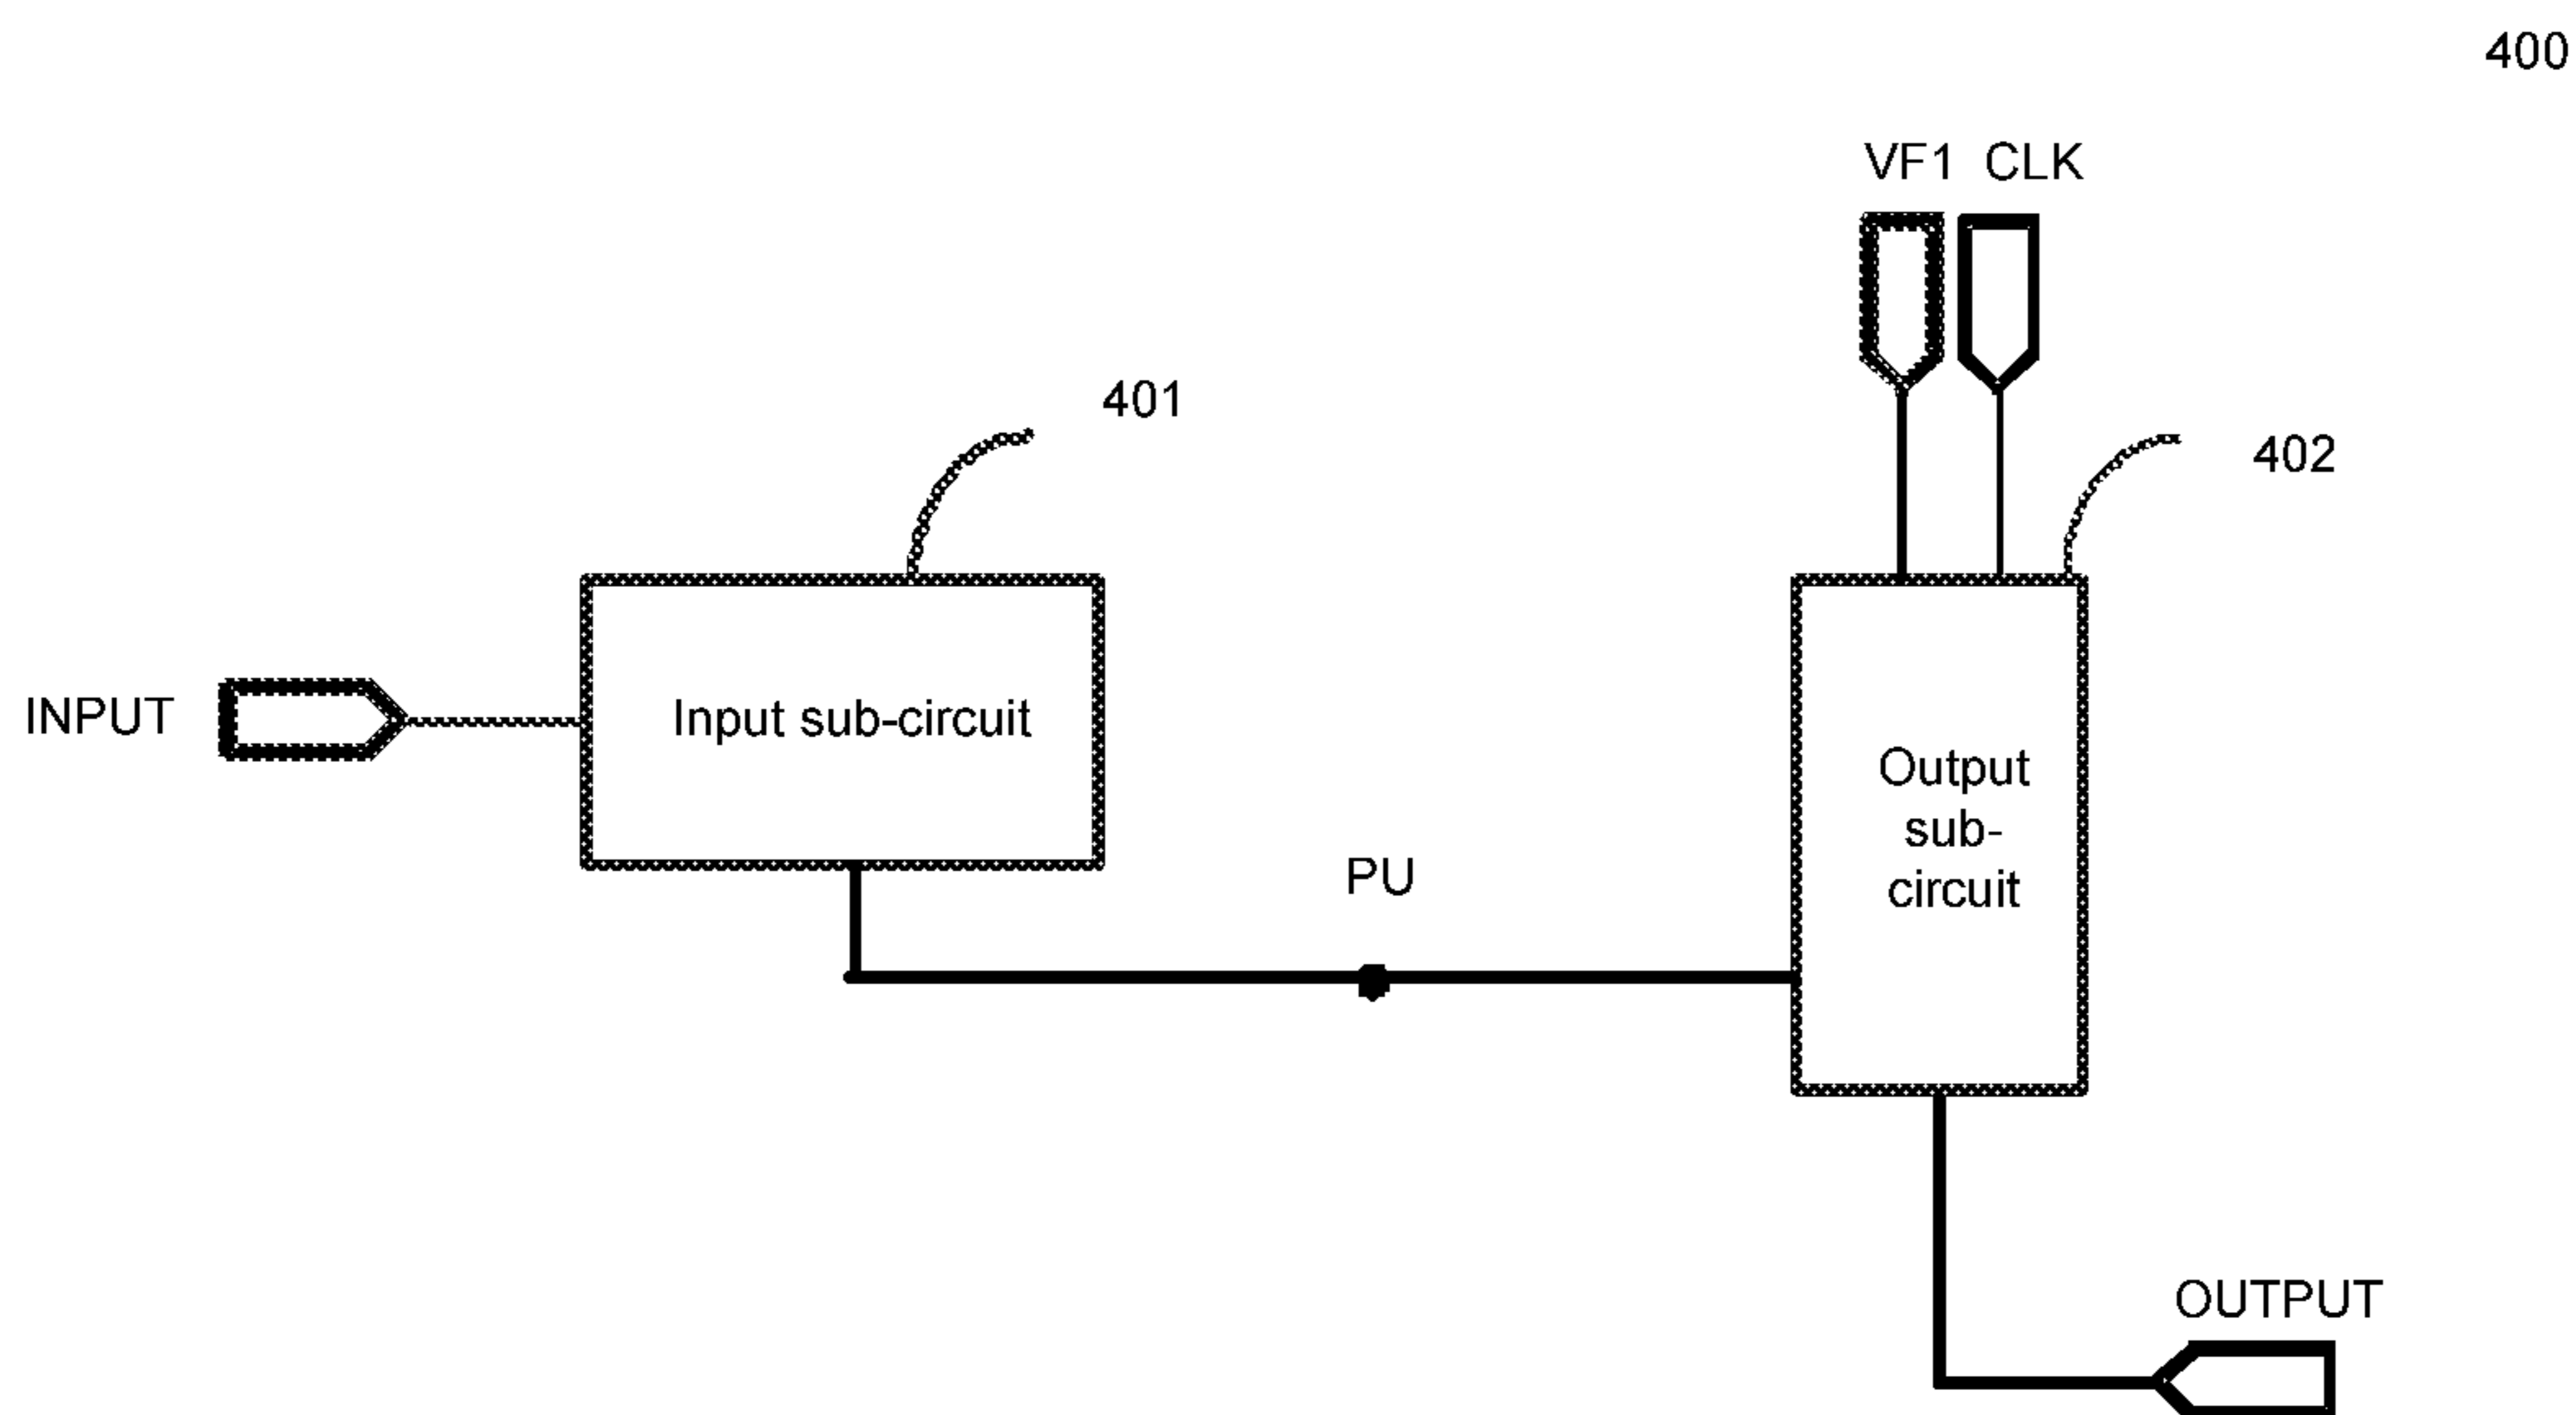 400
VF1 CLK
401
402
INPUT
Input sub-circuit
Output
sub-
circuit
PU
OUTPUT